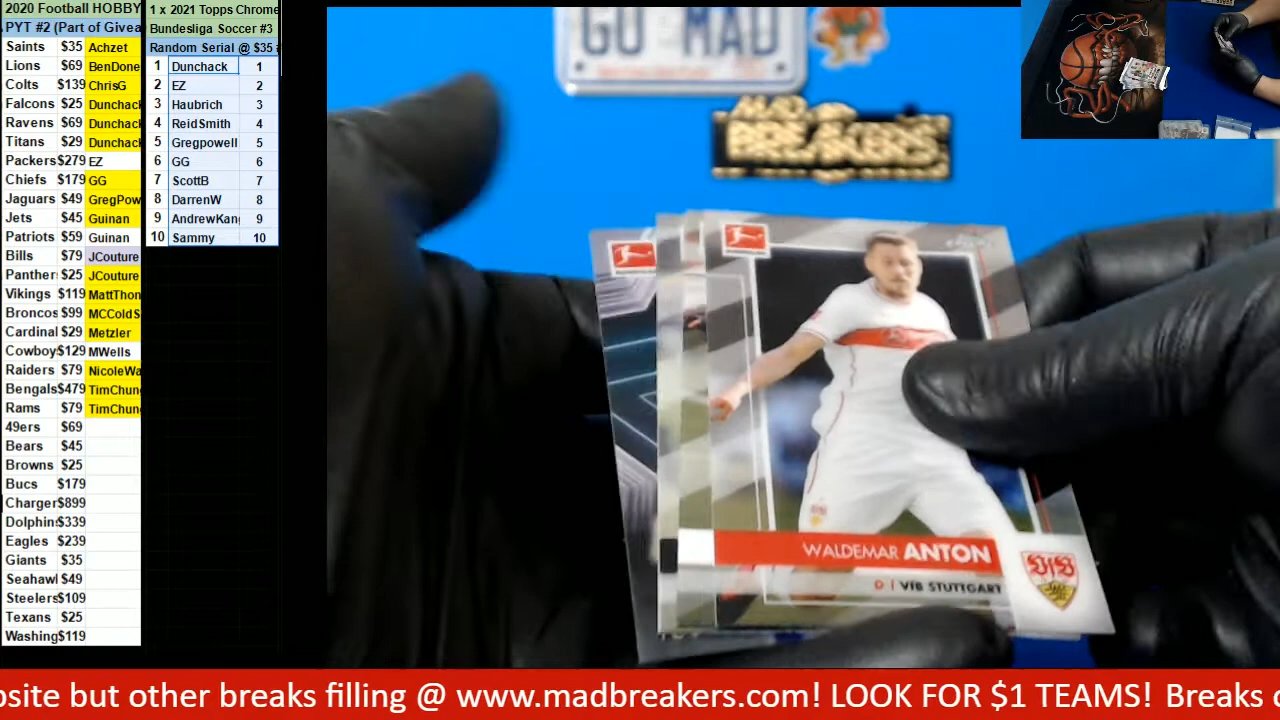 2020 Football HOBBY
PYT #2 (Part of Givea
Saints $35 Achzet
Lions $69 BenDone
Colts $139 ChrisG
Falcons $25 Dunchack
Ravens $69 Dunchack
Titans $29 Dunchack
Packers $279 EZ
Chiefs $179 GG
Jaguars $49 GregPow
Jets $45 Guinan
Patriots $59 Guinan
Bills $79 JCouture
Panther $25 JCouture
Vikings $119 MattThon
Broncos $99 MCColdS
Cardinal $29 Metzler
Cowboy $129 MWells
Raiders $79 NicoleWa
Bengals $479 TimChun
Rams $79 TimChun
49ers $69
Bears $45
Browns $25
Bucs $179
Charger $899
Dolphin $339
Eagles $239
Giants $35
Seahawl $49
Steelers $109
Texans $25
Washing $119
1 x 2021 Topps Chrome
Bundesliga Soccer #3
Random Serial @ $35
1 Dunchack 1
2 EZ 2
3 Haubrich 3
4 ReidSmith 4
5 Gregpowell 5
6 GG 6
7 ScottB 7
8 DarrenW 8
9 AndrewKan 9
10 Sammy 10
GO MAD
BREAKERS
WALDEMAR ANTON
D | VfB STUTTGART
osite but other breaks filling @ www.madbreakers.com! LOOK FOR $1 TEAMS! Breaks